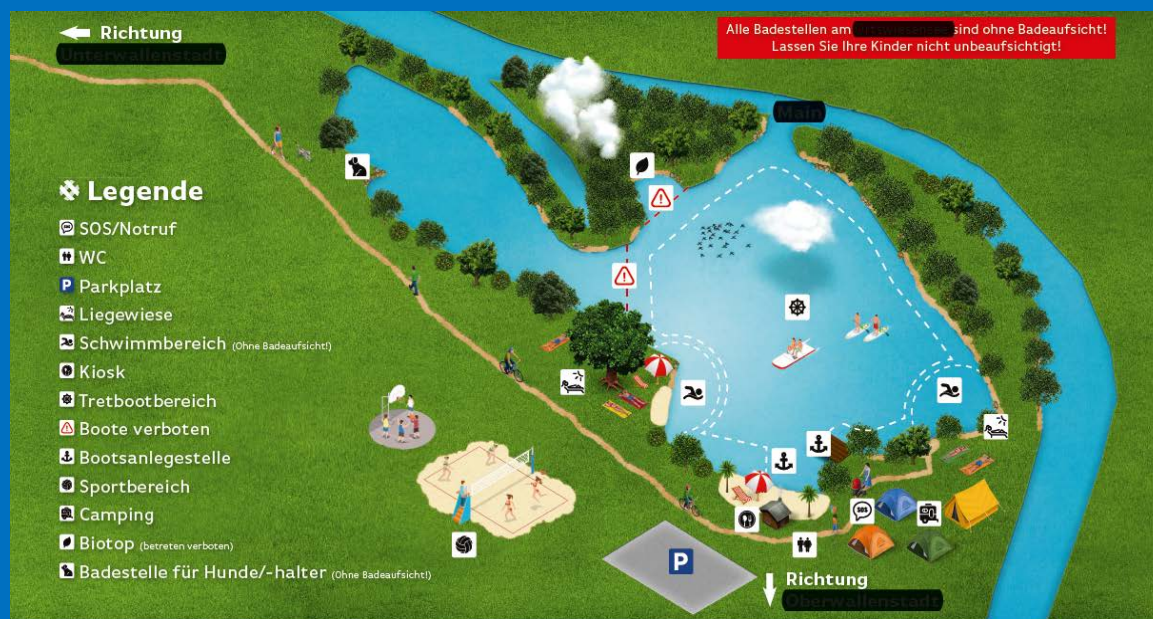 Richtung
Unterwallenstadt
Alle Badestellen am sind ohne Badeaufsicht!
Lassen Sie Ihre Kinder nicht unbeaufsichtigt!
Main
Legende
SOS/Notruf
WC
P Parkplatz
Liegewiese
Schwimmbereich (Ohne Badeaufsicht!)
Kiosk
Tretbootbereich
Boote verboten
Bootsanlegestelle
Sportbereich
Camping
Biotop (betreten verboten)
Badestelle für Hunde/-halter (Ohne Badeaufsicht!)
SOS
P
Richtung
Oberwallenstadt